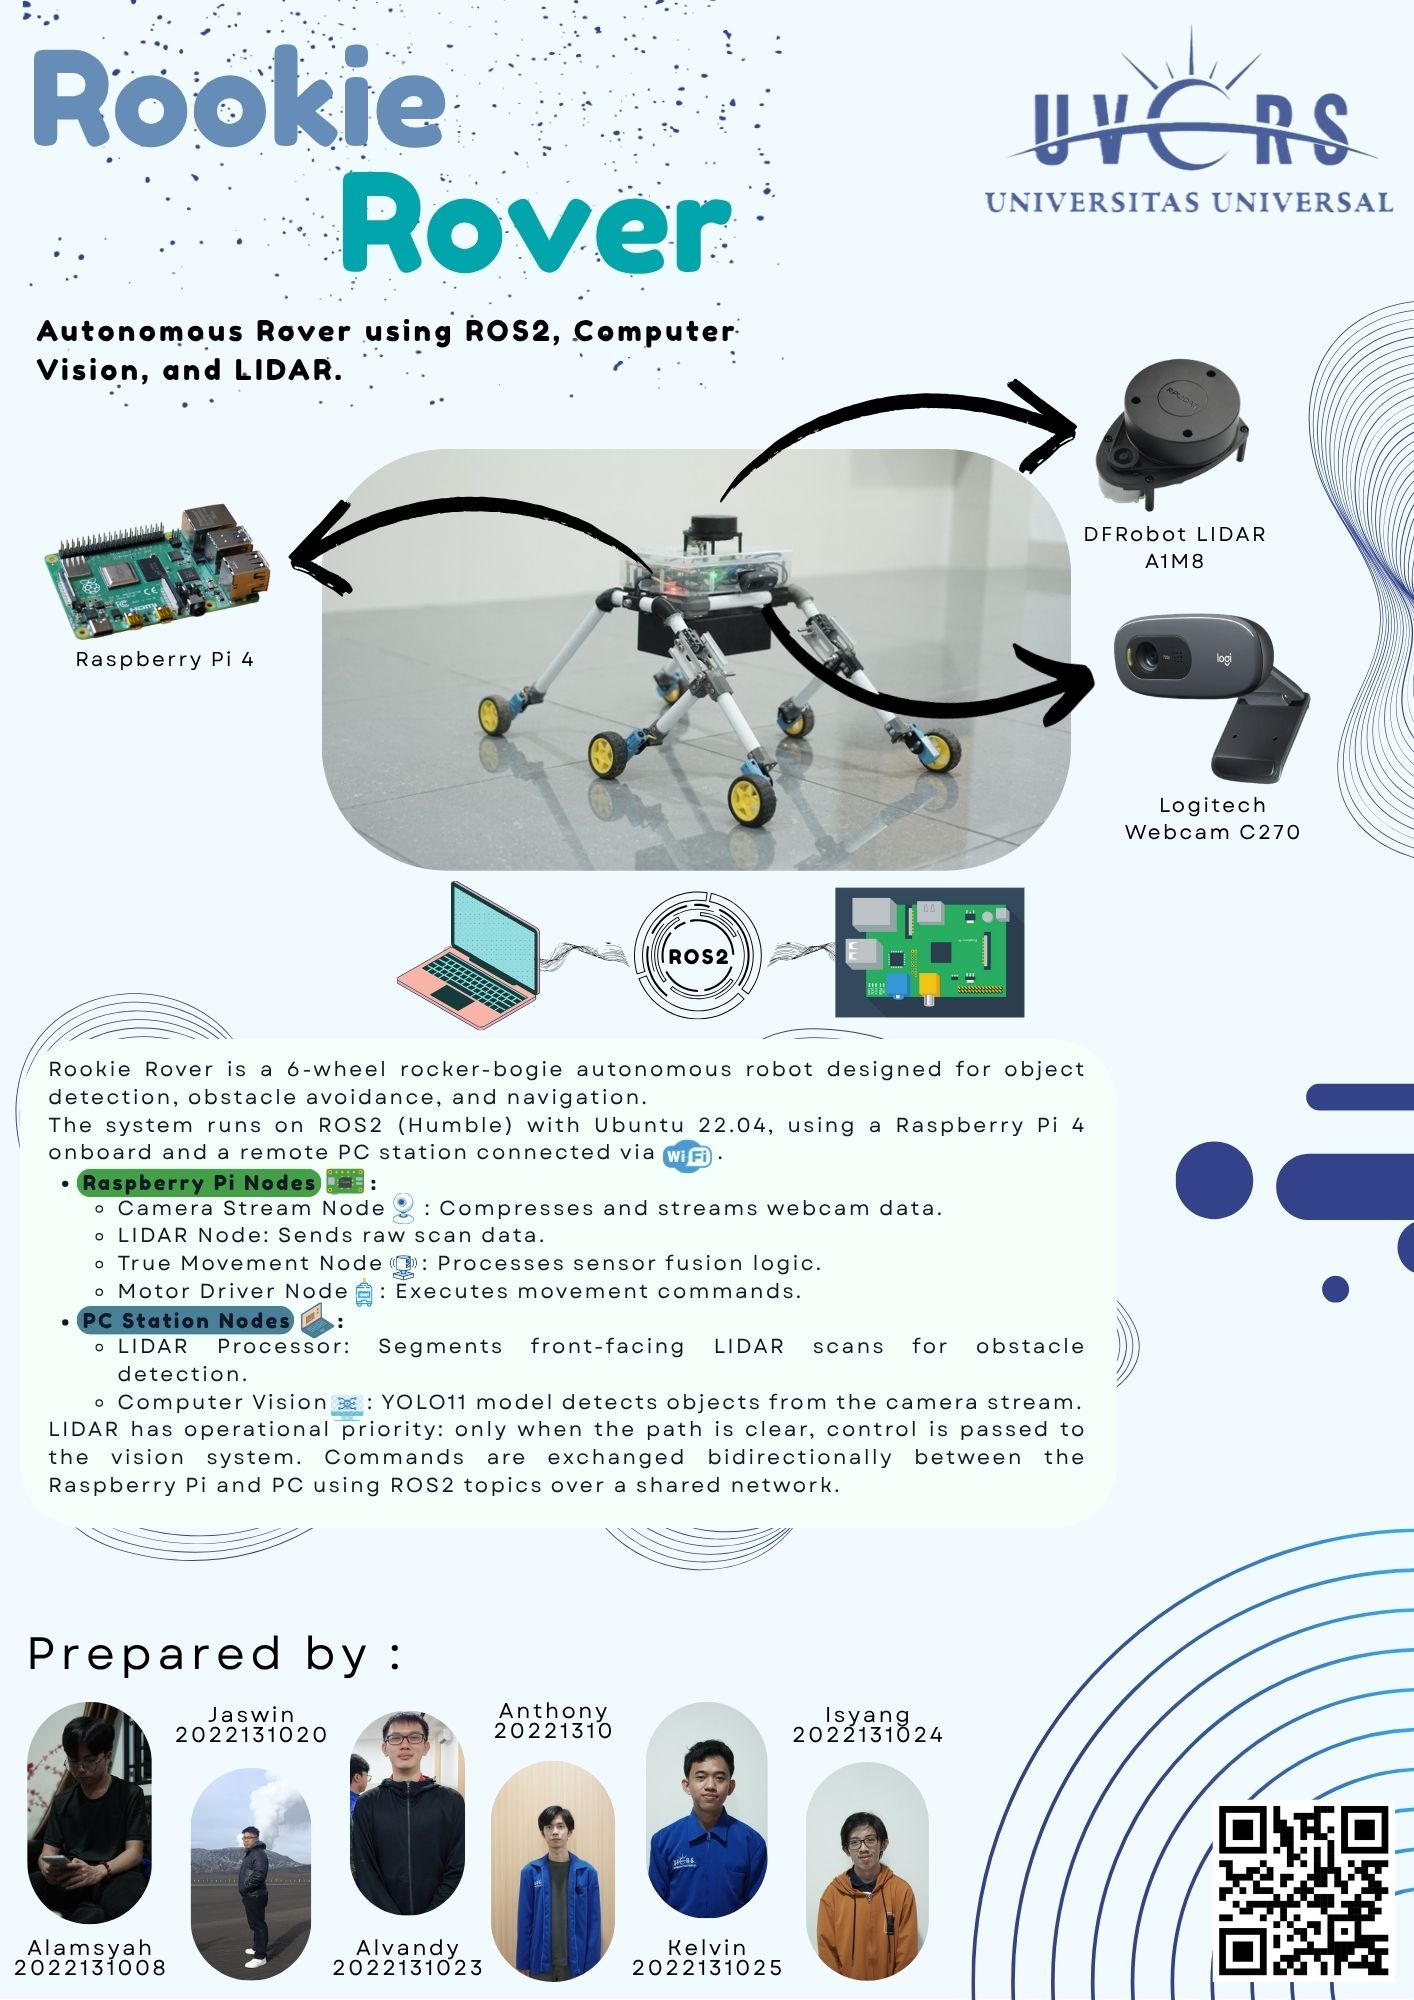 Rookie
Rover
UVERS
UNIVERSITAS UNIVERSAL
Autonomous Rover using ROS2, Computer
Vision, and LIDAR.
RPLIDAR
DFRobot LIDAR
A1M8
Raspberry Pi 4
logi
Logitech
Webcam C270
ROS2
Rookie Rover is a 6-wheel rocker-bogie autonomous robot designed for object
detection, obstacle avoidance, and navigation.
The system runs on ROS2 (Humble) with Ubuntu 22.04, using a Raspberry Pi 4
onboard and a remote PC station connected via WiFi .
• Raspberry Pi Nodes :
◦ Camera Stream Node : Compresses and streams webcam data.
◦ LIDAR Node: Sends raw scan data.
◦ True Movement Node : Processes sensor fusion logic.
◦ Motor Driver Node : Executes movement commands.
• PC Station Nodes :
◦ LIDAR Processor: Segments front-facing LIDAR scans for obstacle
detection.
◦ Computer Vision : YOLO11 model detects objects from the camera stream.
LIDAR has operational priority: only when the path is clear, control is passed to
the vision system. Commands are exchanged bidirectionally between the
Raspberry Pi and PC using ROS2 topics over a shared network.
Prepared by :
Alamsyah
2022131008
Jaswin
2022131020
Alvandy
2022131023
Anthony
20221310
Kelvin
2022131025
Isyang
2022131024